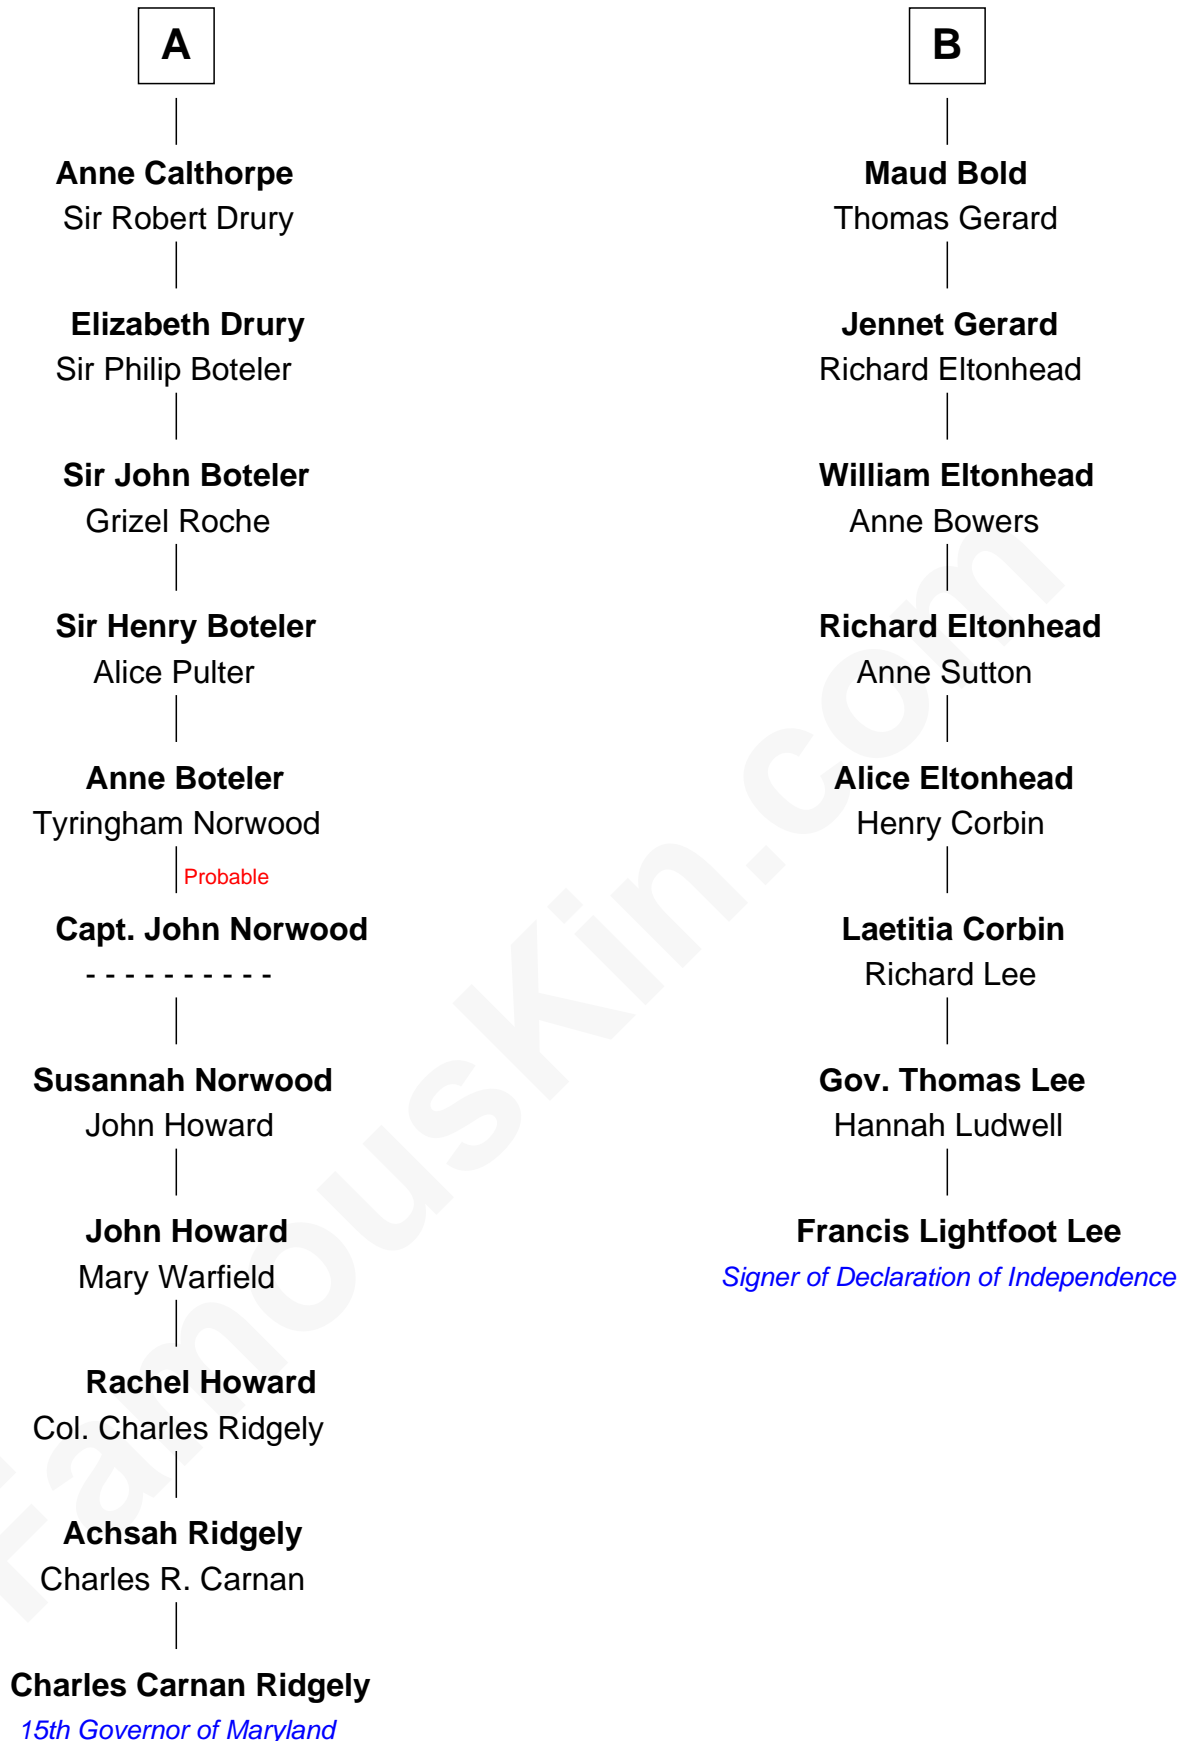 A
Anne Calthorpe
Sir Robert Drury
Elizabeth Drury
Sir Philip Boteler
Sir John Boteler
Grizel Roche
Sir Henry Boteler
Alice Pulter
Anne Boteler
Tyringham Norwood
Probable
Capt. John Norwood
- - - - - - - - - -
Susannah Norwood
John Howard
John Howard
Mary Warfield
Rachel Howard
Col. Charles Ridgely
Achsah Ridgely
Charles R. Carnan
Charles Carnan Ridgely
15th Governor of Maryland
B
Maud Bold
Thomas Gerard
Jennet Gerard
Richard Eltonhead
William Eltonhead
Anne Bowers
Richard Eltonhead
Anne Sutton
Alice Eltonhead
Henry Corbin
Laetitia Corbin
Richard Lee
Gov. Thomas Lee
Hannah Ludwell
Francis Lightfoot Lee
Signer of Declaration of Independence
FamousKin.com